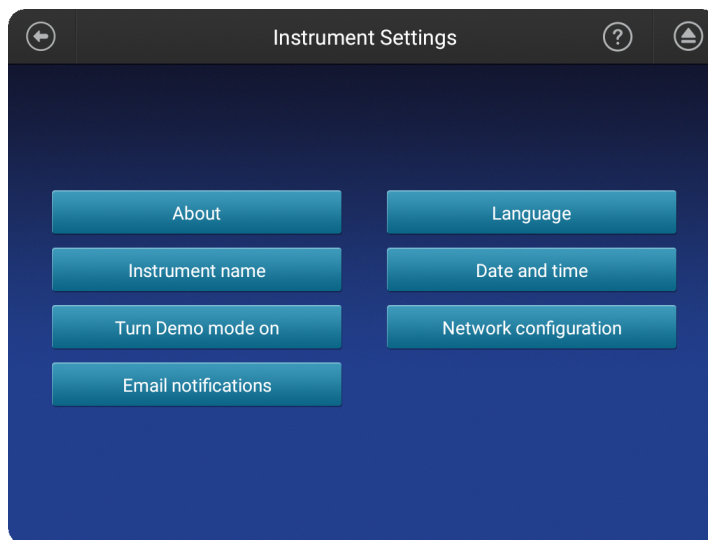 Instrument Settings
?
About
Language
Instrument name
Date and time
Turn Demo mode on
Network configuration
Email notifications